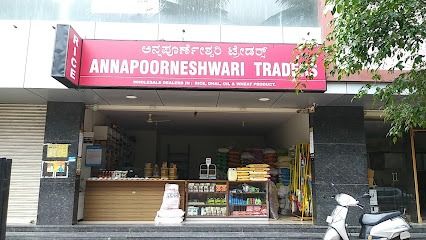 ಅನ್ನಪೂರ್ಣೇಶ್ವರಿ ಟ್ರೇಡರ್ಸ್
ANNAPOORNESHWARI TRADERS
WHOLESALE DEALERS IN : RICE, DHAL, OIL & WHEAT PRODUCT.
RICE